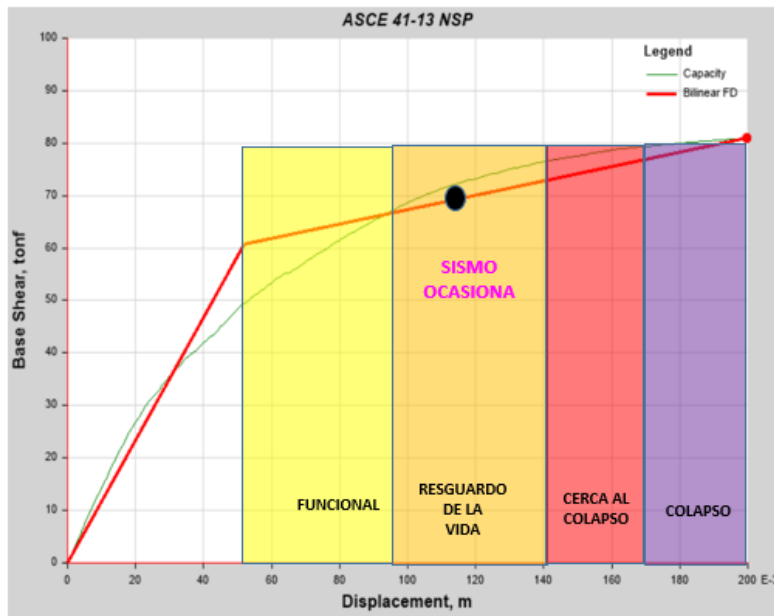 ASCE 41-13 NSP
Legend
Capacity
Bilinear FD
100
90
80
70
60
50
40
30
20
10
0
Base Shear, tonf
SISMO
OCASIONA
FUNCIONAL
RESGUARDO
DE LA
VIDA
CERCA AL
COLAPSO
COLAPSO
0 20 40 60 80 100 120 140 160 180 200 E-3
Displacement, m